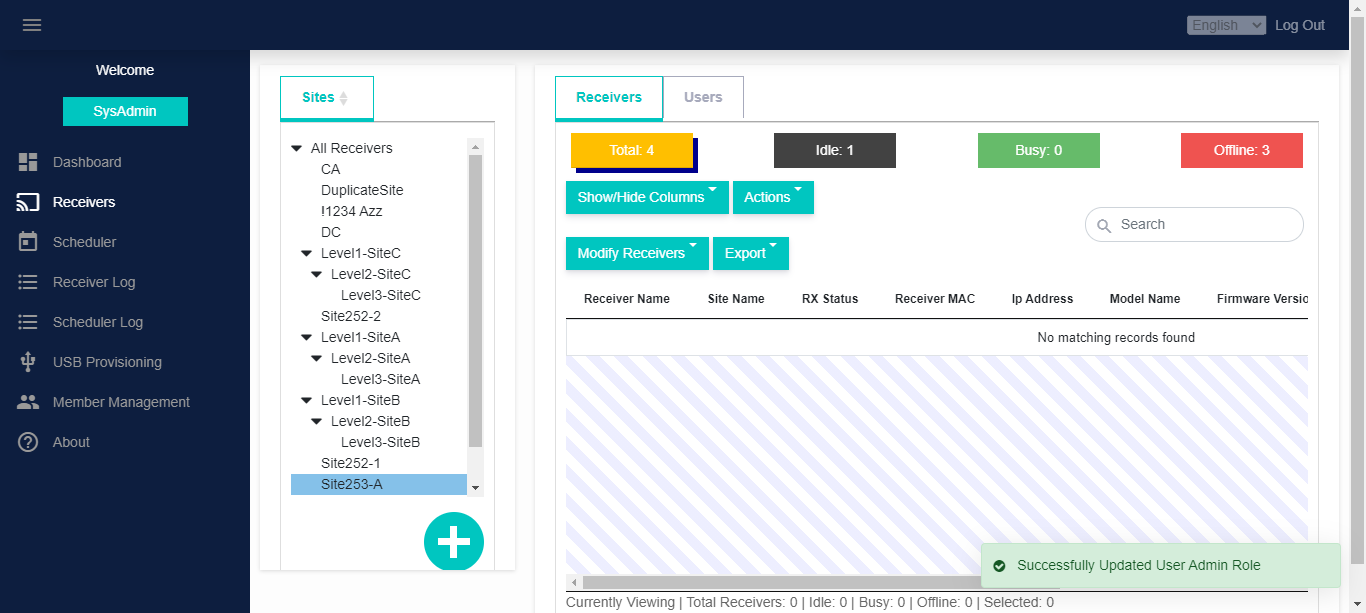 English Log Out
Welcome
SysAdmin
Dashboard
Receivers
Scheduler
Receiver Log
Scheduler Log
USB Provisioning
Member Management
About
Sites
All Receivers
CA
DuplicateSite
!1234 Azz
DC
Level1-SiteC
Level2-SiteC
Level3-SiteC
Site252-2
Level1-SiteA
Level2-SiteA
Level3-SiteA
Level1-SiteB
Level2-SiteB
Level3-SiteB
Site252-1
Site253-A
Receivers Users
Total: 4 Idle: 1 Busy: 0 Offline: 3
Show/Hide Columns Actions
Search
Modify Receivers Export
Receiver Name Site Name RX Status Receiver MAC Ip Address Model Name Firmware Versio
No matching records found
Successfully Updated User Admin Role
Currently Viewing | Total Receivers: 0 | Idle: 0 | Busy: 0 | Offline: 0 | Selected: 0